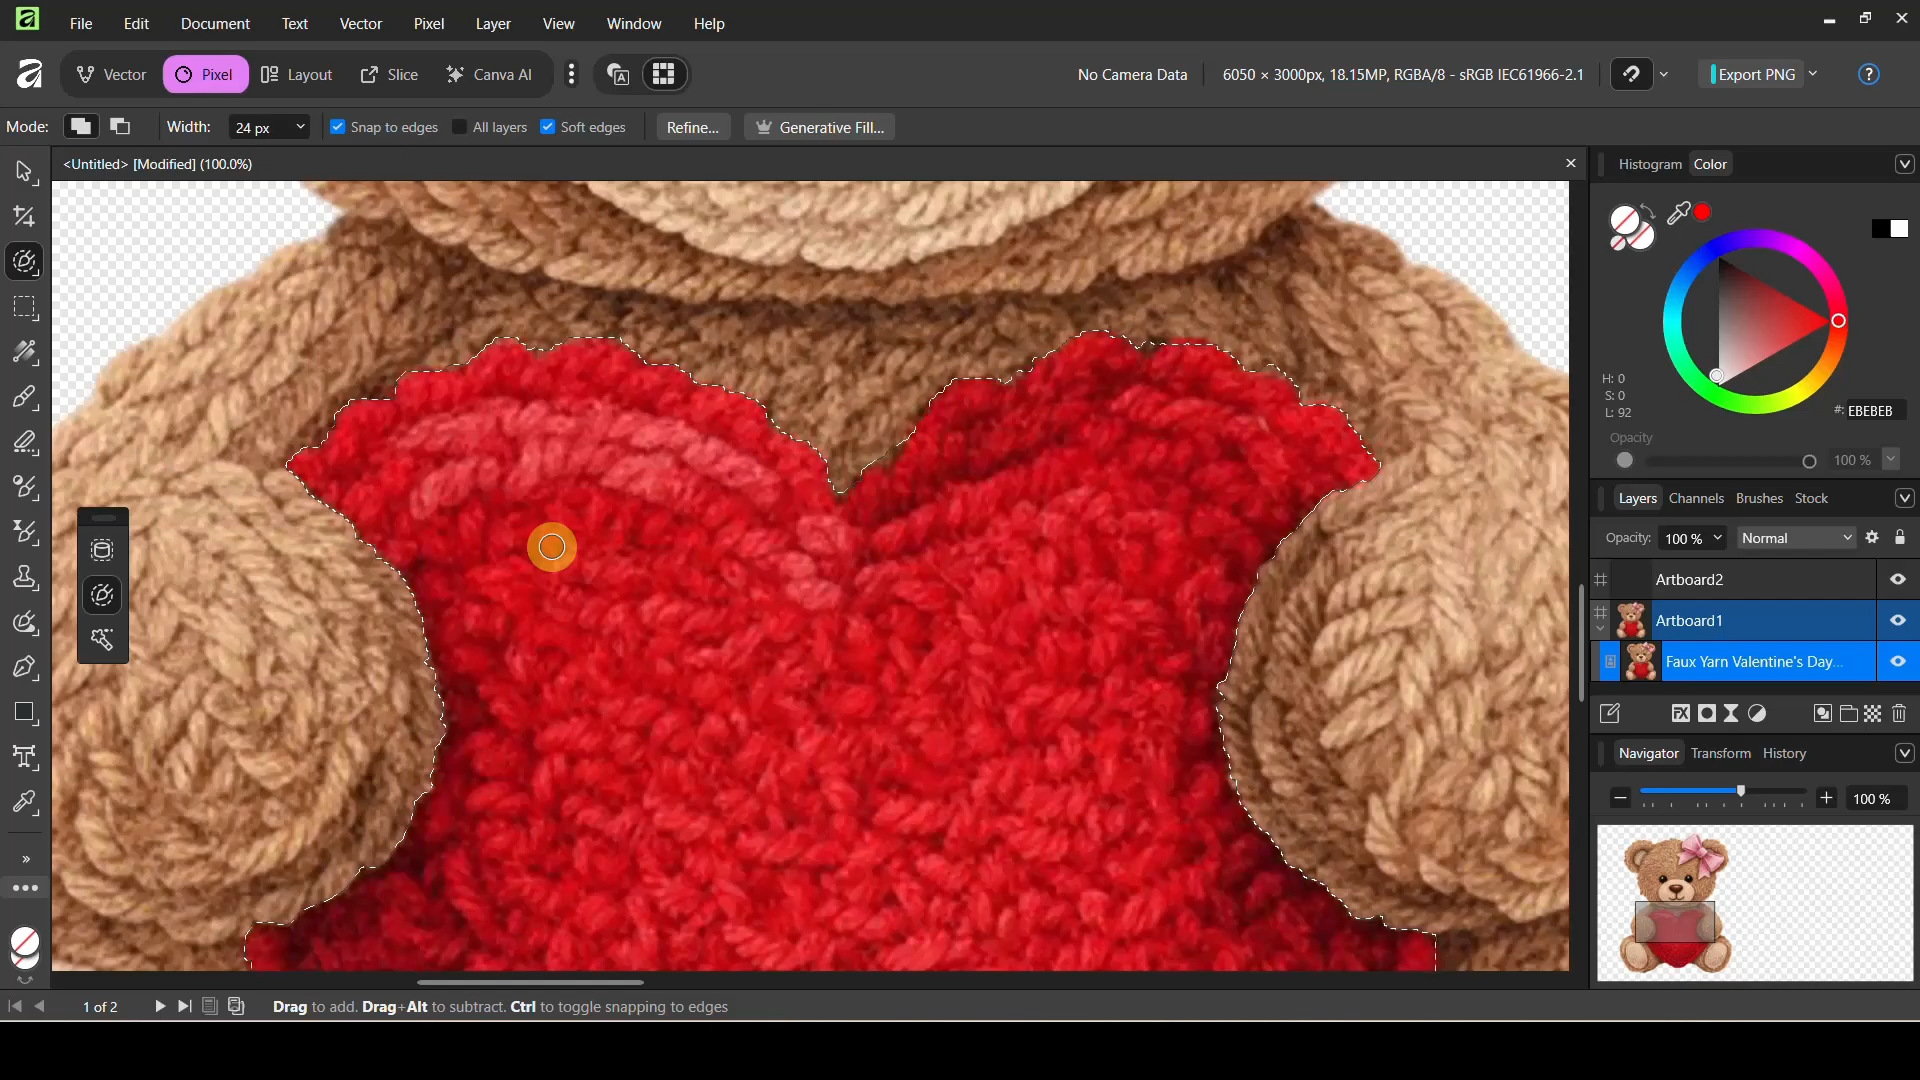 File Edit Document Text Vector Pixel Layer View Window Help
Vector Pixel Layout Slice Canva AI No Camera Data 6050 × 3000px, 18.15MP, RGBA/8 - sRGB IEC61966-2.1 Export PNG
Mode: Width: 24 px Snap to edges All layers Soft edges Refine... Generative Fill...
<Untitled> [Modified] (100.0%)
Histogram Color
H: 0
S: 0
L: 92
#: EBEBEB
Opacity
100 %
Layers Channels Brushes Stock
Opacity: 100 % Normal
Artboard2
Artboard1
Faux Yarn Valentine's Day...
Navigator Transform History
100 %
1 of 2 Drag to add. Drag+Alt to subtract. Ctrl to toggle snapping to edges